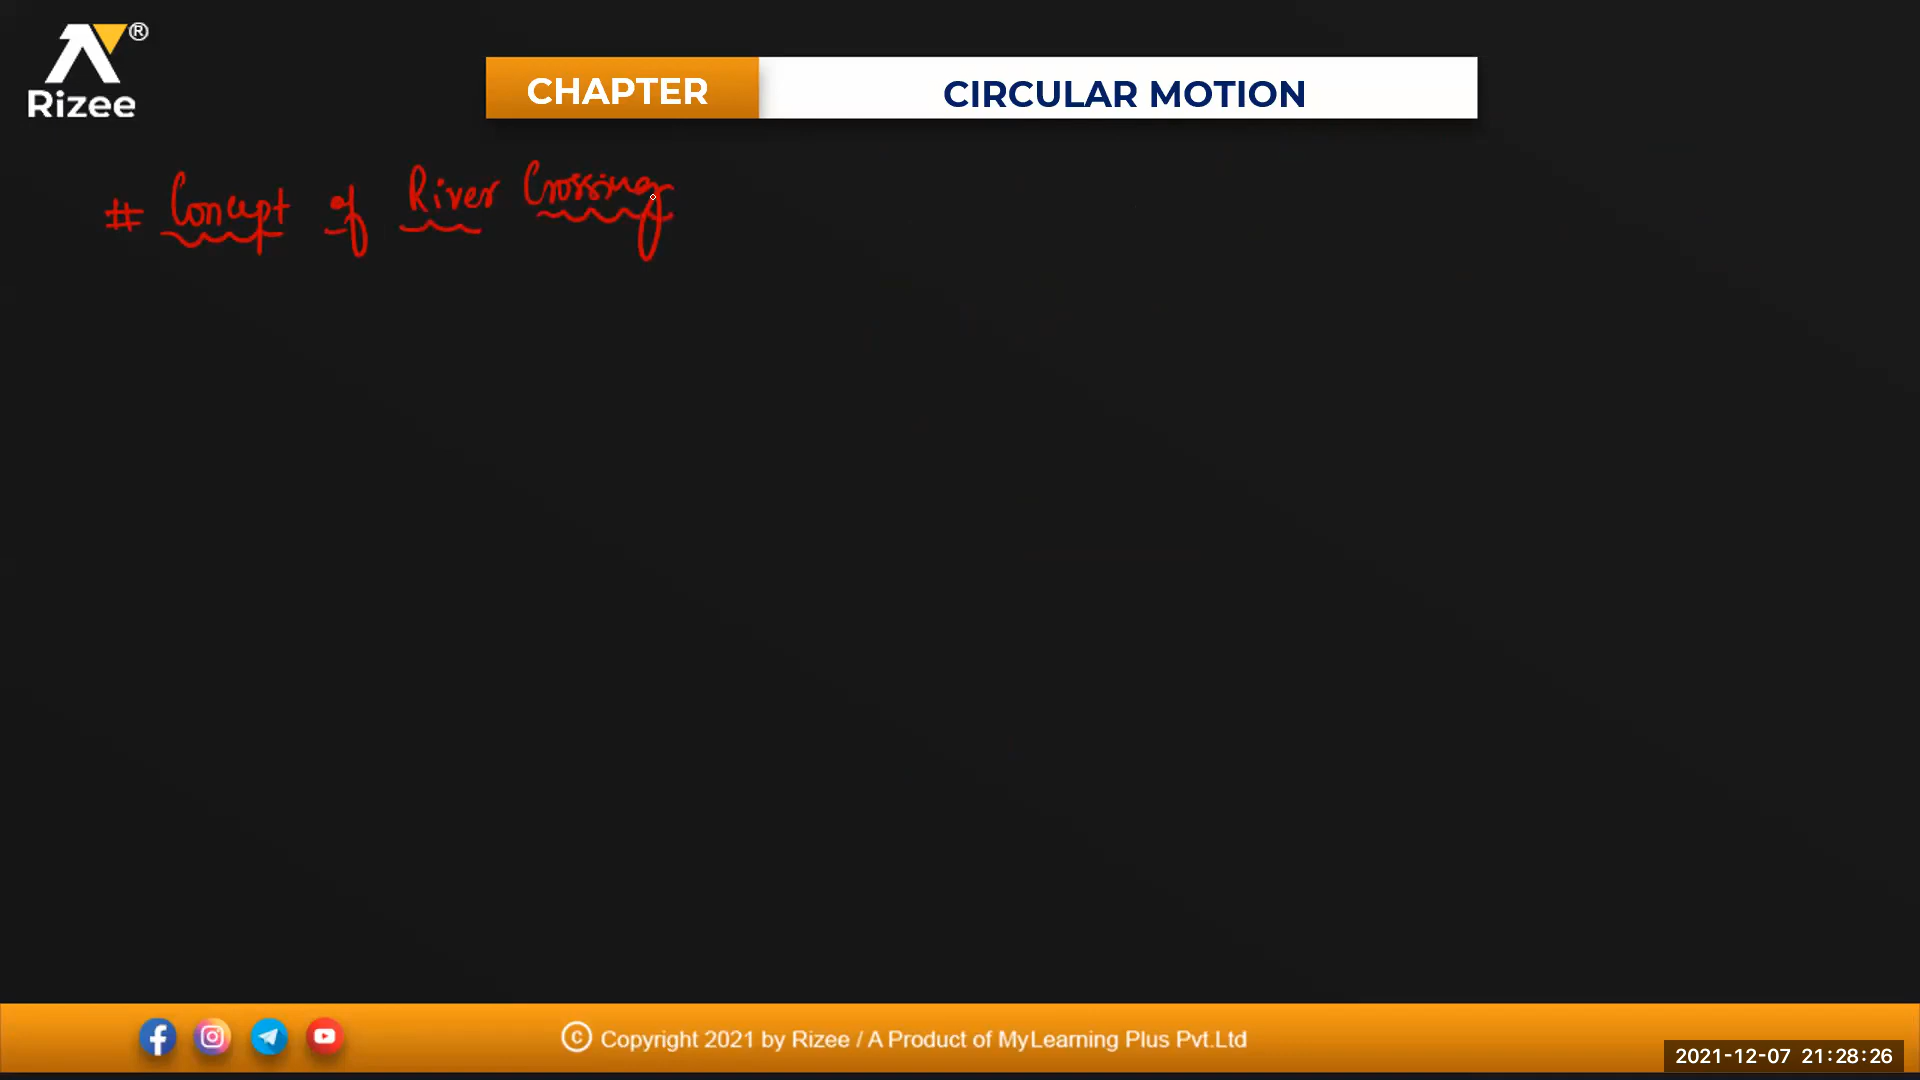 ®
Rizee
CHAPTER
CIRCULAR MOTION
# Concept of River Crossing
© Copyright 2021 by Rizee / A Product of MyLearning Plus Pvt.Ltd
2021-12-07 21:28:26